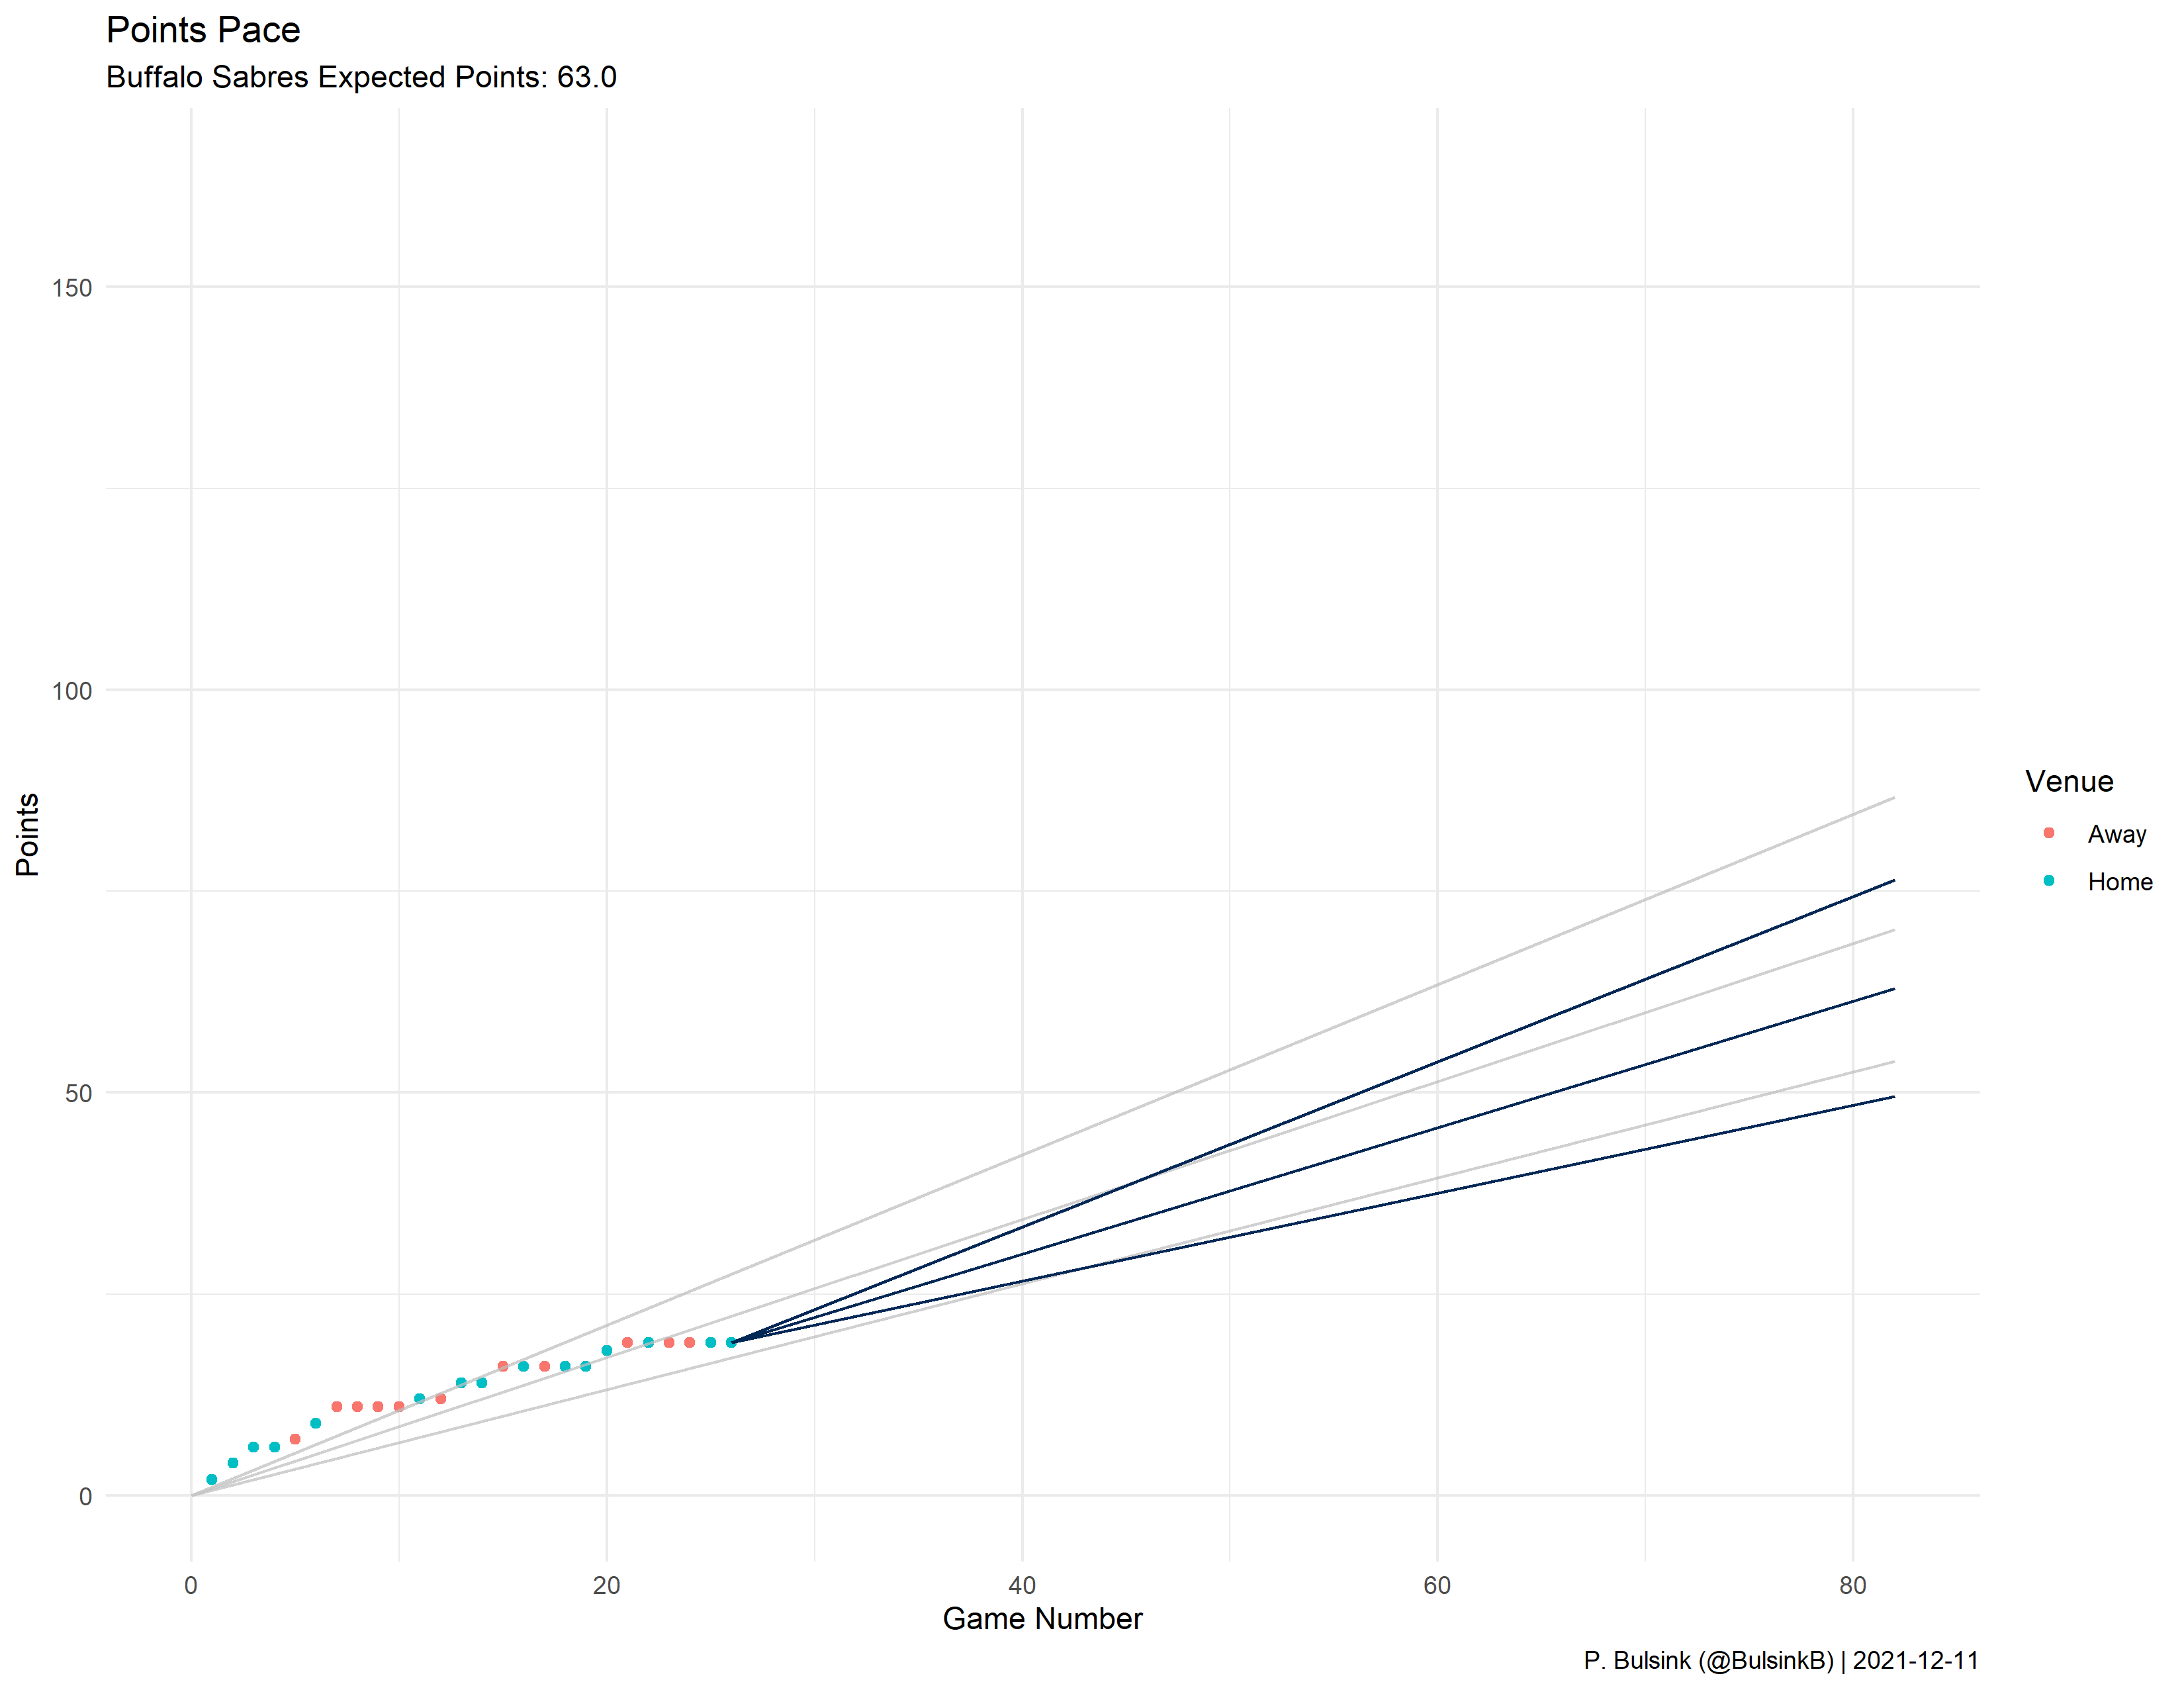 Points Pace
Buffalo Sabres Expected Points: 63.0
150
100
50
0
Points
0 20 40 60 80
Game Number
Venue
Away
Home
P. Bulsink (@BulsinkB) | 2021-12-11